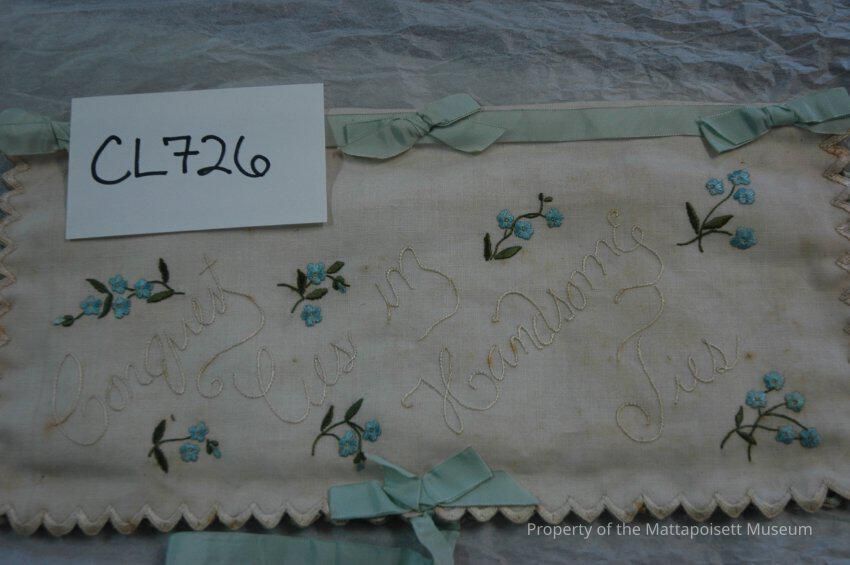 CL726
Conquest Lies in Handsome Ties
Property of the Mattapoisett Museum